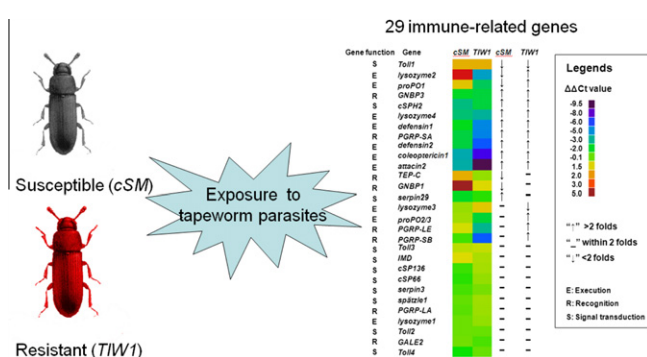 29 immune-related genes
Gene function Gene cSM TIW1 cSM TIW1
S Toll1
E lysozyme2
E proPO1
R GNBP3
S cSPH2
E lysozyme4
E defensin1
R PGRP-SA
E defensin2
E coleoptericin1
E attacin2
R TEP-C
R GNBP1
S serpin29
E lysozyme3
E proPO2/3
R PGRP-LE
R PGRP-SB
S Toll3
S IMD
S cSP136
S cSP66
S serpin3
S spätzle1
R PGRP-LA
E lysozyme1
S Toll2
R GALE2
S Toll4
Legends
ΔΔCt value
-9.5
-8.0
-6.0
-3.0
-2.0
-0.1
1.5
2.0
3.0
5.0
“↑” >2 folds
“_” within 2 folds
“↓” <2 folds
E: Execution
R: Recognition
S: Signal transduction
Susceptible (cSM)
Exposure to
tapeworm parasites
Resistant (TIW1)